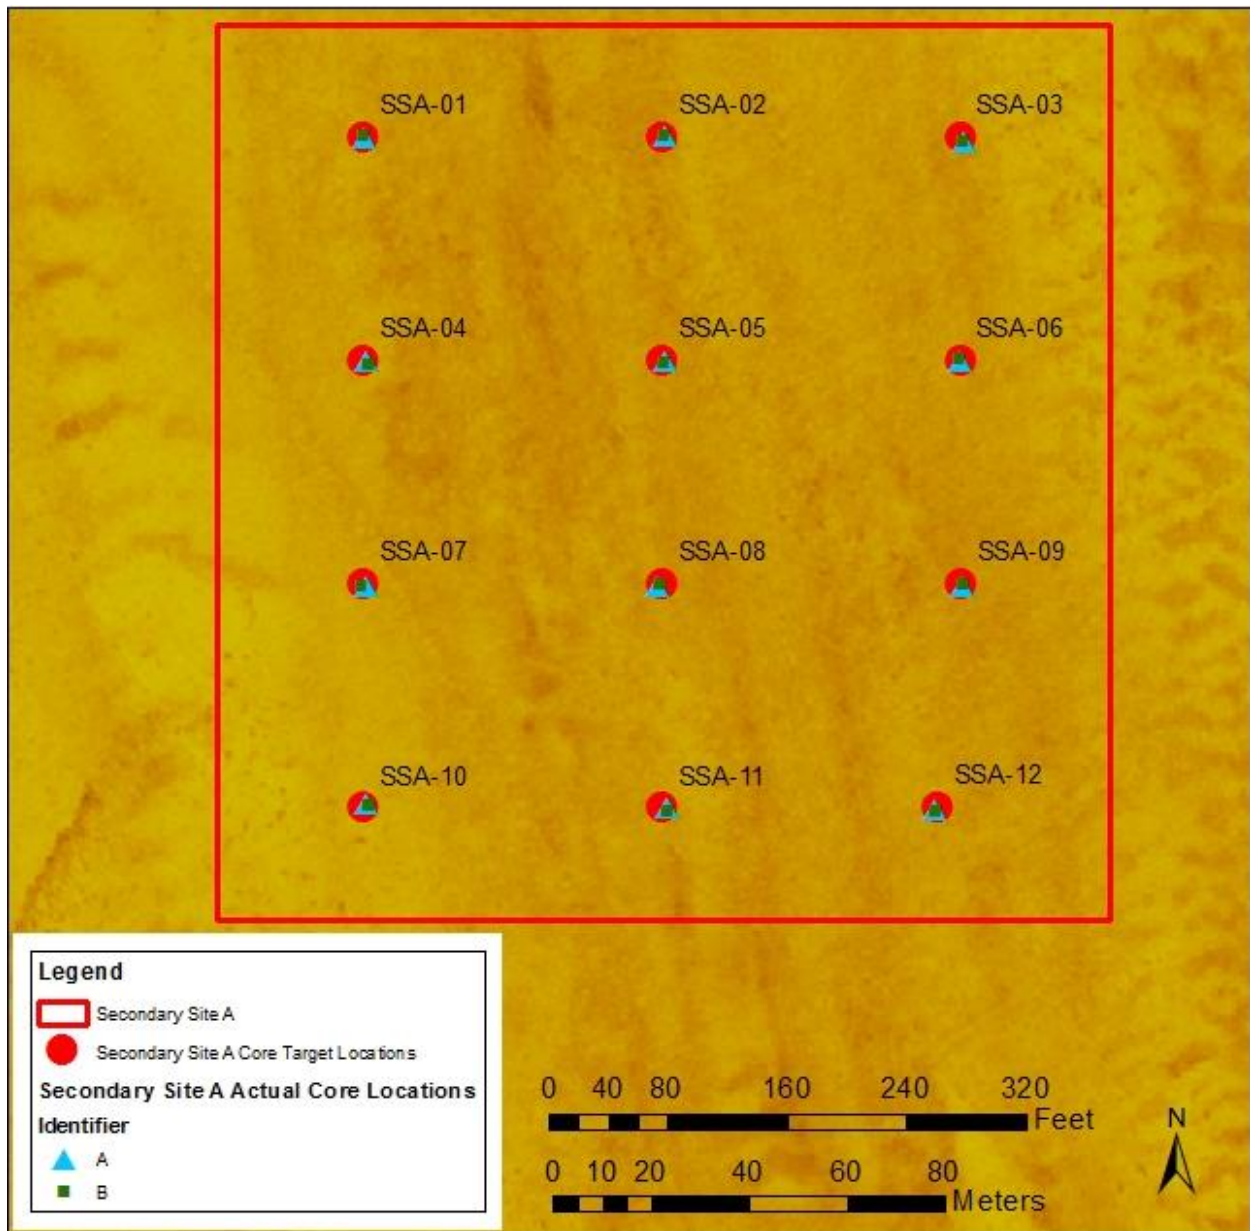 SSA-01 SSA-02 SSA-03
SSA-04 SSA-05 SSA-06
SSA-07 SSA-08 SSA-09
SSA-10 SSA-11 SSA-12
Legend
Secondary Site A
Secondary Site A Core Target Locations
Secondary Site A Actual Core Locations
Identifier
A
B
0 40 80 160 240 320
Feet
0 10 20 40 60 80
Meters
N